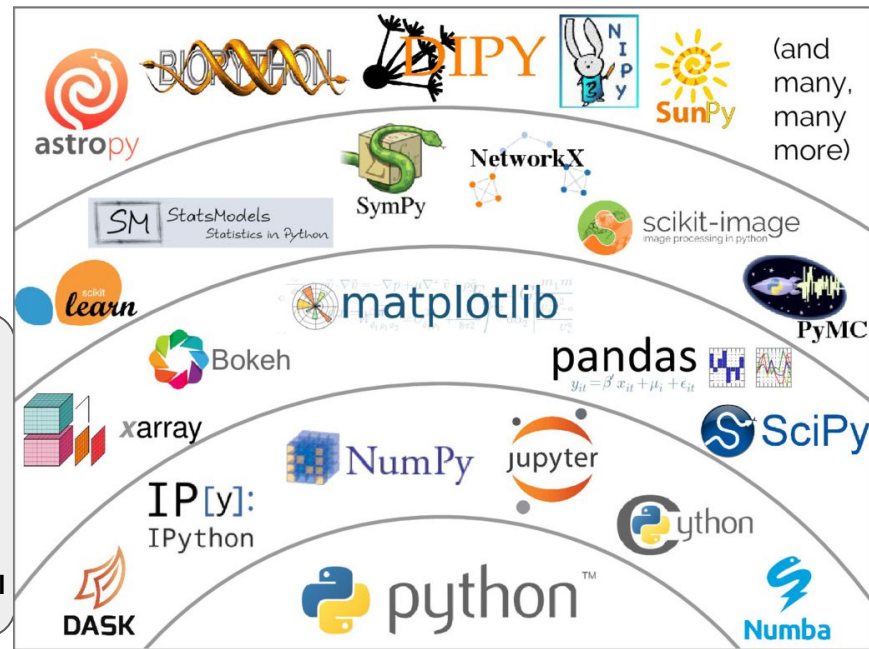 BIOPYTHON
DIPY
NIPY
(and
many,
many
more)
astropy
SunPy
NetworkX
SymPy
SM StatsModels
Statistics in Python
scikit-image
image processing in python
scikit
learn
matplotlib
PyMC
Bokeh
pandas
xarray
SciPy
NumPy
jupyter
IP[y]:
IPython
Cython
python™
DASK
Numba